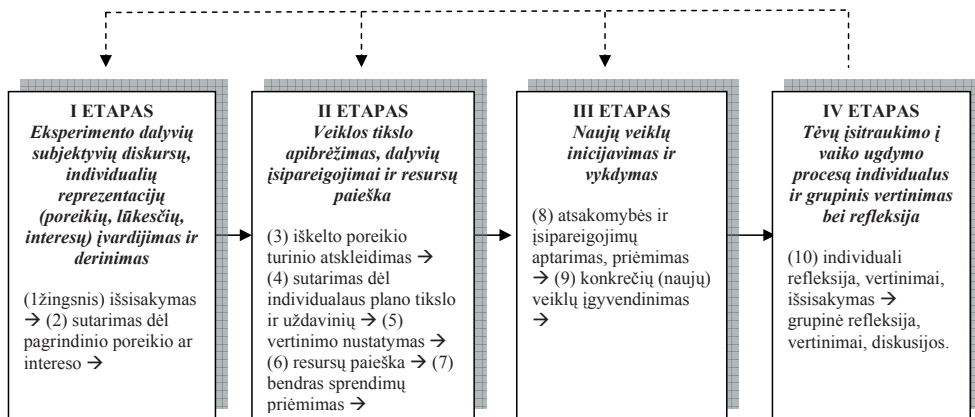 I ETAPAS
Eksperimento dalyvių
subjektyvių diskursų,
individualių
reprezentacijų
(poreikių, lūkesčių,
interesų) įvardijimas ir
derinimas
(1žingsnis) išsisakymas
→ (2) sutarimas dėl
pagrindinio poreikio ar
intereso →
II ETAPAS
Veiklos tikslo
apibrėžimas, dalyvių
įsipareigojimai ir resursų
paieška
(3) iškelto poreikio
turinio atskleidimas →
(4) sutarimas dėl
individualaus plano tikslo
ir uždavinių → (5)
vertinimo nustatymas →
(6) resursų paieška → (7)
bendras sprendimų
priėmimas →
III ETAPAS
Naujų veiklų
inicijavimas ir
vykdymas
(8) atsakomybės ir
įsipareigojimų
aptarimas, priėmimas
→ (9) konkrečių (naujų)
veiklų įgyvendinimas
→
IV ETAPAS
Tėvų įsitraukimo į
vaiko ugdymo
procesą individualus
ir grupinis vertinimas
bei refleksija
(10) individuali
refleksija, vertinimai,
išsisakymas →
grupinė refleksija,
vertinimai, diskusijos.